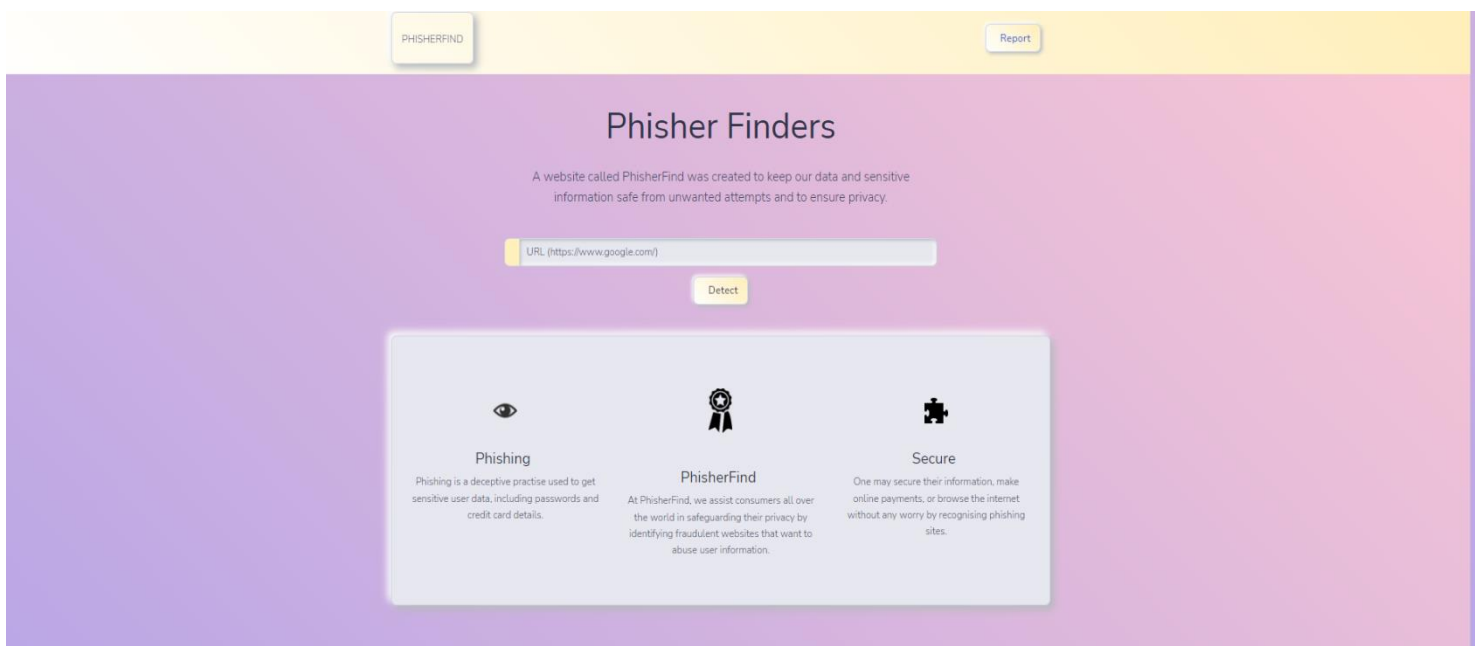 PHISHERFIND
Report
Phisher Finders
A website called PhisherFind was created to keep our data and sensitive
information safe from unwanted attempts and to ensure privacy.
URL (https://www.google.com/)
Detect
Phishing
Phishing is a deceptive practise used to get
sensitive user data, including passwords and
credit card details.
PhisherFind
At PhisherFind, we assist consumers all over
the world in safeguarding their privacy by
identifying fraudulent websites that want to
abuse user information.
Secure
One may secure their information, make
online payments, or browse the internet
without any worry by recognising phishing
sites.